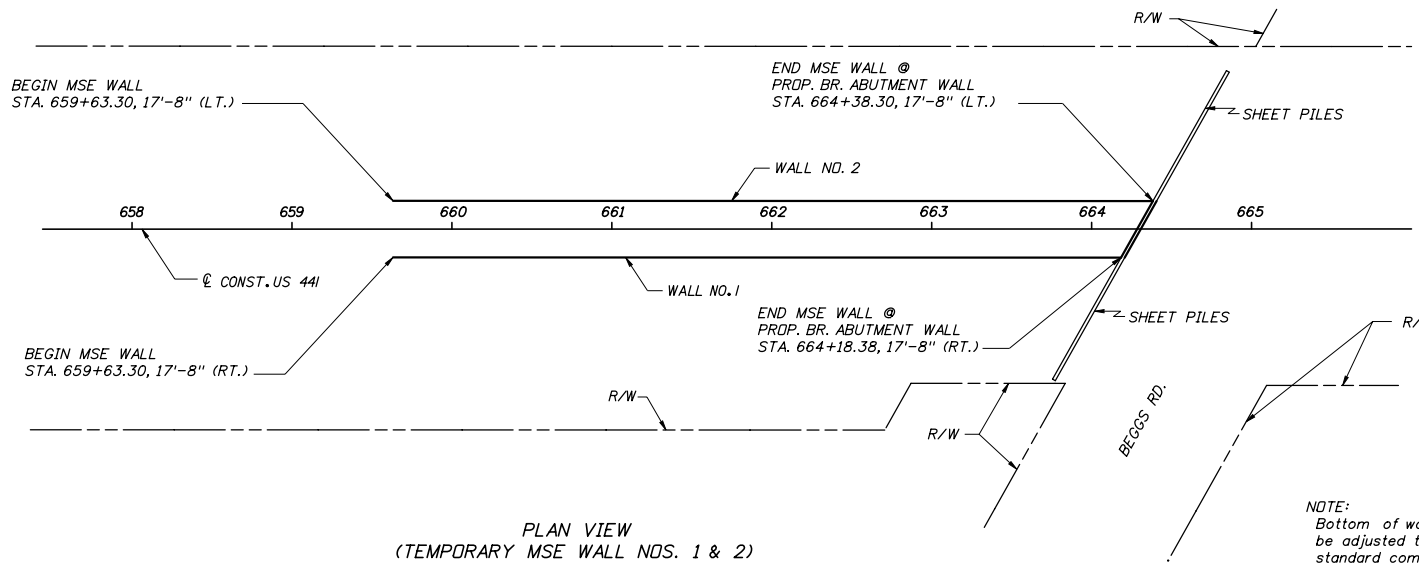 R/W
BEGIN MSE WALL
STA. 659+63.30, 17'-8" (LT.)
END MSE WALL @
PROP. BR. ABUTMENT WALL
STA. 664+38.30, 17'-8" (LT.)
SHEET PILES
WALL NO. 2
658 659 660 661 662 663 664 665
℄ CONST. US 441
WALL NO. 1
END MSE WALL @
PROP. BR. ABUTMENT WALL
STA. 664+18.38, 17'-8" (RT.)
SHEET PILES
R/
BEGIN MSE WALL
STA. 659+63.30, 17'-8" (RT.)
R/W
R/W
BEGGS RD.
PLAN VIEW
(TEMPORARY MSE WALL NOS. 1 & 2)
NOTE:
Bottom of wa
be adjusted t
standard com